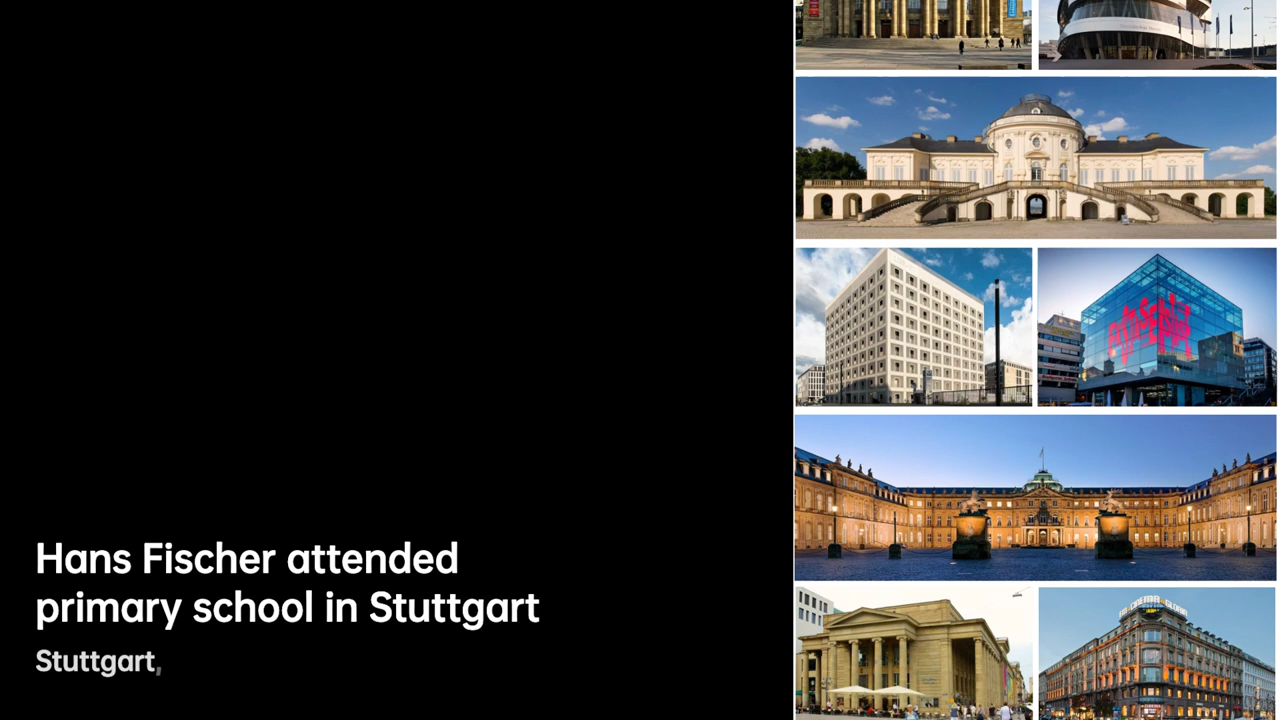 Hans Fischer attended
primary school in Stuttgart
Stuttgart,